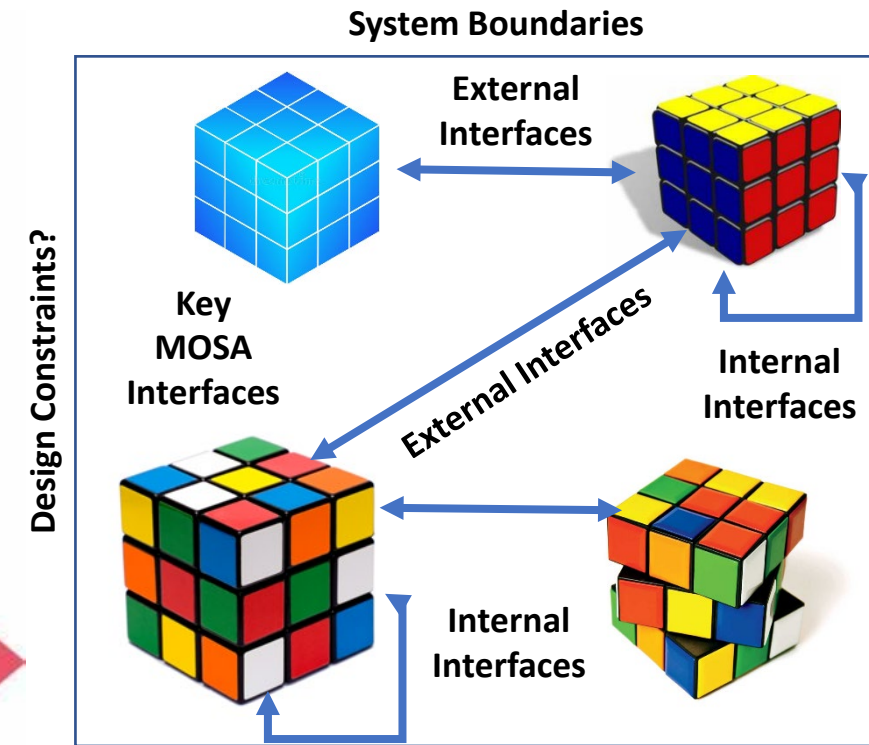 System Boundaries
External
Interfaces
Design Constraints?
Key
MOSA
Interfaces
External Interfaces
Internal
Interfaces
Internal
Interfaces